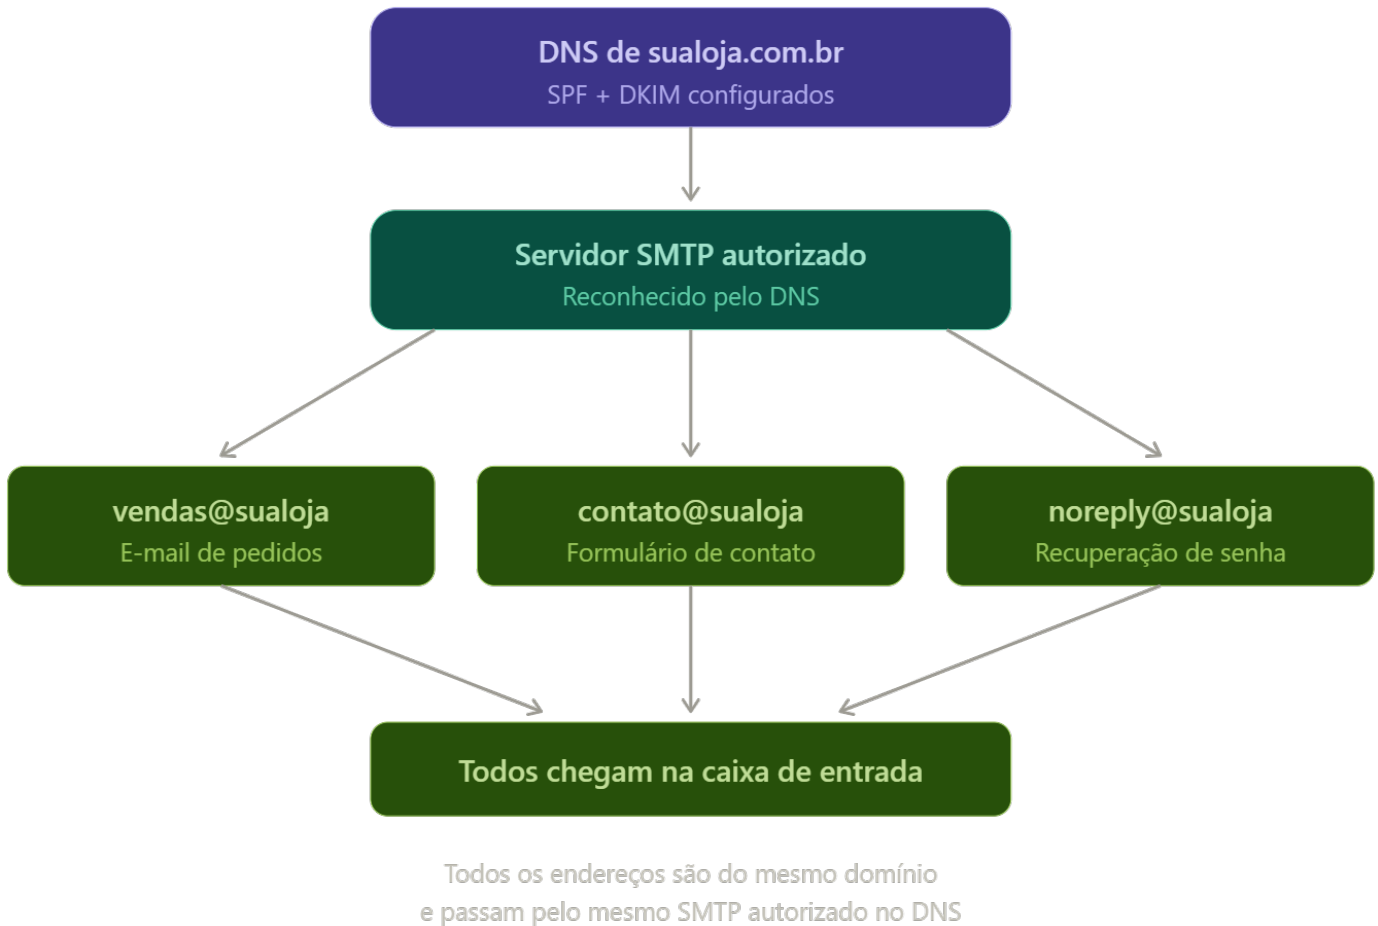 DNS de sualoja.com.br
SPF + DKIM configurados
Servidor SMTP autorizado
Reconhecido pelo DNS
vendas@sualoja
E-mail de pedidos
contato@sualoja
Formulário de contato
noreply@sualoja
Recuperação de senha
Todos chegam na caixa de entrada
Todos os endereços são do mesmo domínio
e passam pelo mesmo SMTP autorizado no DNS